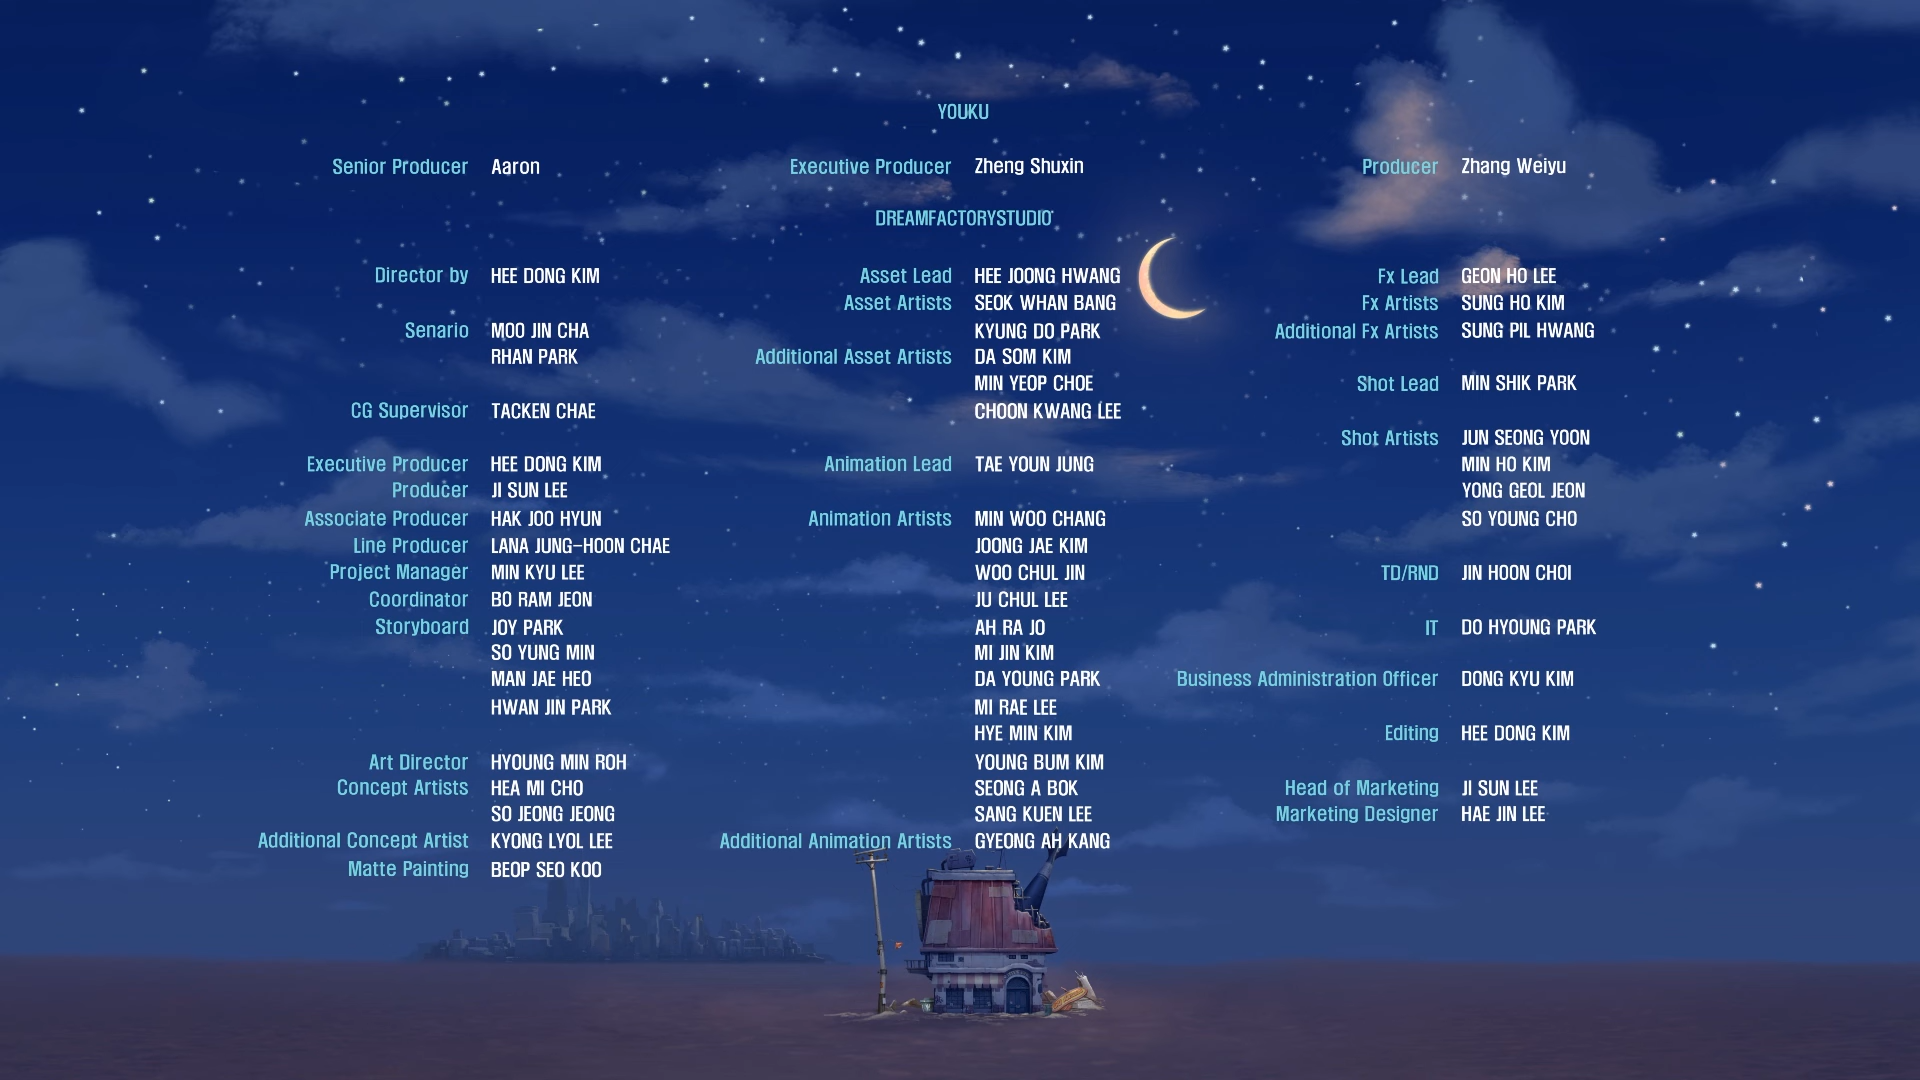 YOUKU
Senior Producer Aaron
Executive Producer Zheng Shuxin
Producer Zhang Weiyu
DREAMFACTORYSTUDIO
Director by HEE DONG KIM
Senario MOO JIN CHA
RHAN PARK
CG Supervisor TACKEN CHAE
Executive Producer HEE DONG KIM
Producer JI SUN LEE
Associate Producer HAK JOO HYUN
Line Producer LANA JUNG-HOON CHAE
Project Manager MIN KYU LEE
Coordinator BO RAM JEON
Storyboard JOY PARK
SO YUNG MIN
MAN JAE HEO
HWAN JIN PARK
Art Director HYOUNG MIN ROH
Concept Artists HEA MI CHO
SO JEONG JEONG
Additional Concept Artist KYONG LYOL LEE
Matte Painting BEOP SEO KOO
Asset Lead HEE JOONG HWANG
Asset Artists SEOK WHAN BANG
KYUNG DO PARK
Additional Asset Artists DA SOM KIM
MIN YEOP CHOE
CHOON KWANG LEE
Animation Lead TAE YOUN JUNG
Animation Artists MIN WOO CHANG
JOONG JAE KIM
WOO CHUL JIN
JU CHUL LEE
AH RA JO
MI JIN KIM
DA YOUNG PARK
MI RAE LEE
HYE MIN KIM
YOUNG BUM KIM
SEONG A BOK
SANG KUEN LEE
Additional Animation Artists GYEONG AH KANG
Fx Lead GEON HO LEE
Fx Artists SUNG HO KIM
Additional Fx Artists SUNG PIL HWANG
Shot Lead MIN SHIK PARK
Shot Artists JUN SEONG YOON
MIN HO KIM
YONG GEOL JEON
SO YOUNG CHO
TD/RND JIN HOON CHOI
IT DO HYOUNG PARK
Business Administration Officer DONG KYU KIM
Editing HEE DONG KIM
Head of Marketing JI SUN LEE
Marketing Designer HAE JIN LEE